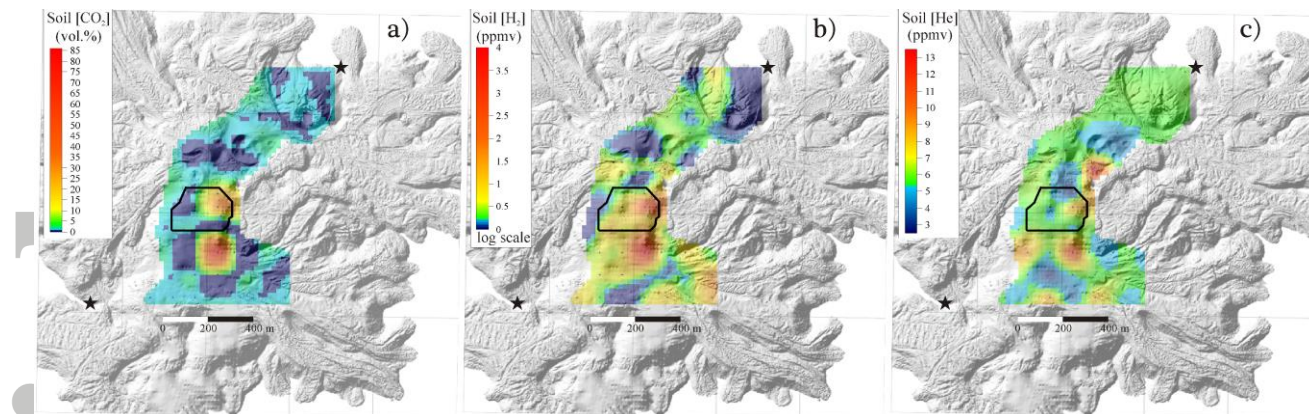 Soil [CO₂]
(vol.%)
85
80
75
70
65
60
55
50
45
40
35
30
25
20
15
10
5
0
a)
0 200 400 m
Soil [H₂]
(ppmv)
4
3.5
3
2.5
2
1.5
1
0.5
0
log scale
b)
0 200 400 m
Soil [He]
(ppmv)
13
12
11
10
9
8
7
6
5
4
3
c)
0 200 400 m